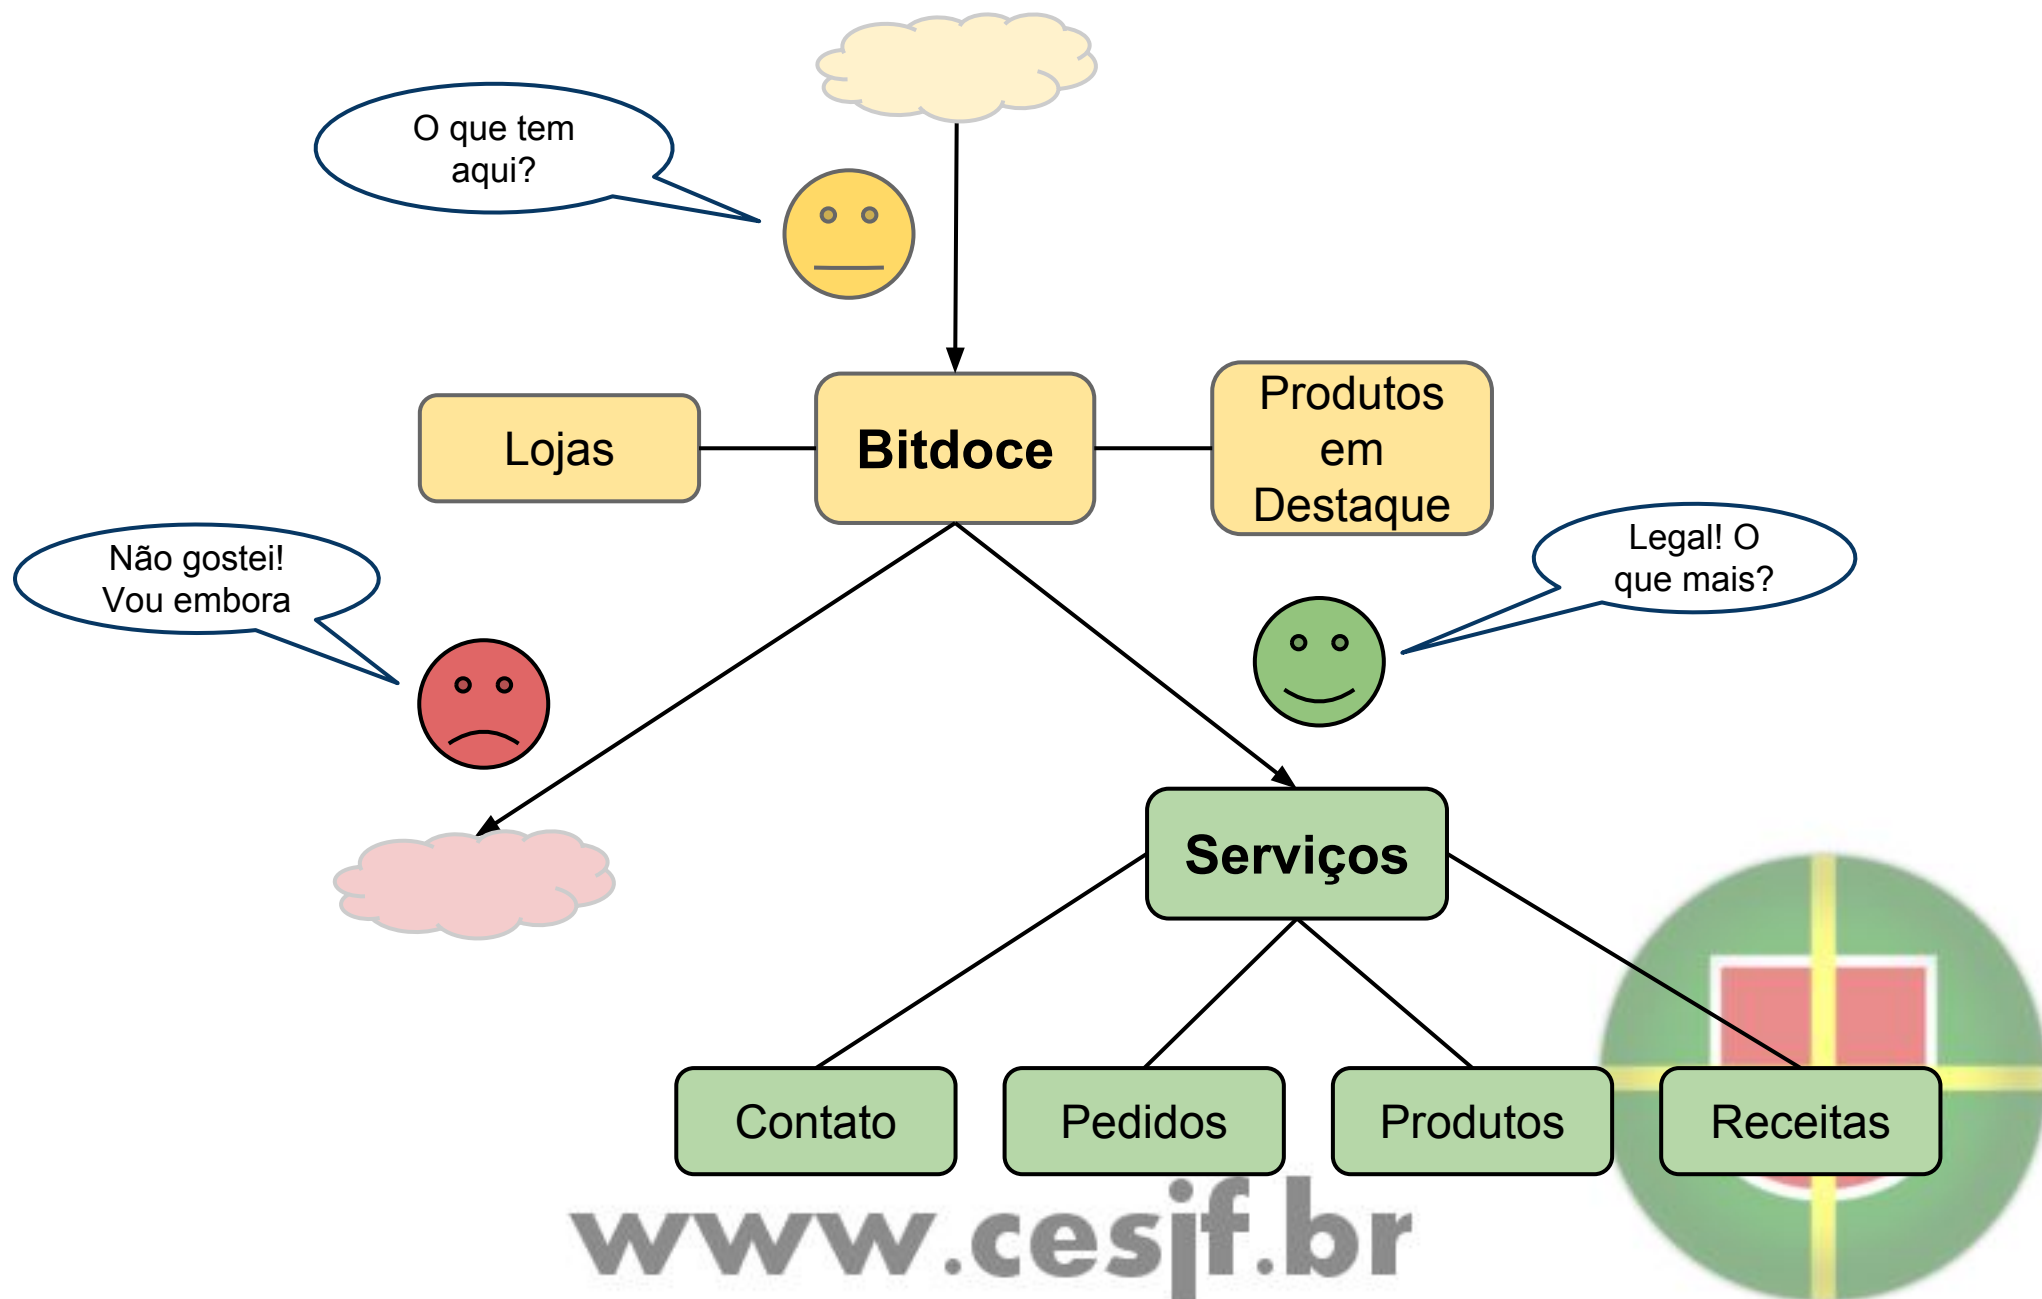 O que tem
aqui?
Lojas
Bitdoce
Produtos
em
Destaque
Não gostei!
Vou embora
Legal! O
que mais?
Serviços
Contato
Pedidos
Produtos
Receitas
www.cesjf.br